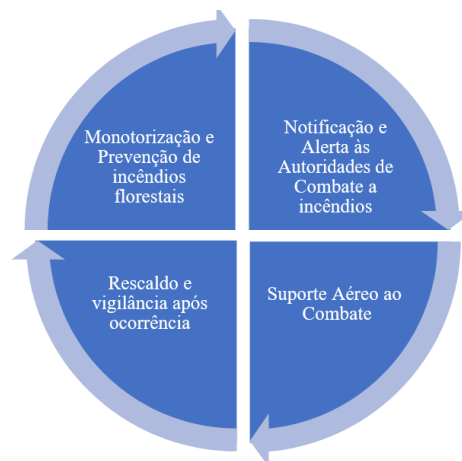 Monotorização e
Prevenção de
incêndios
florestais
Notificação e
Alerta às
Autoridades de
Combate a
incêndios
Suporte Aéreo ao
Combate
Rescaldo e
vigilância após
ocorrência